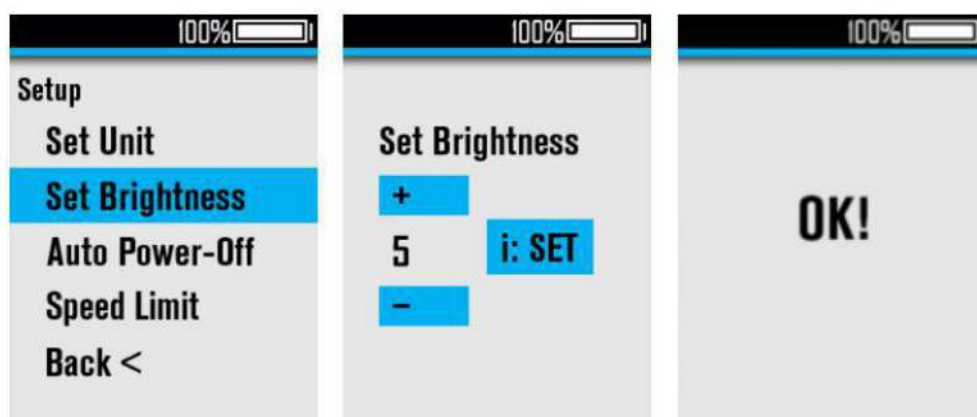 100%
Setup
Set Unit
Set Brightness
Auto Power-Off
Speed Limit
Back <
100%
Set Brightness
+
5
i: SET
−
100%
OK!